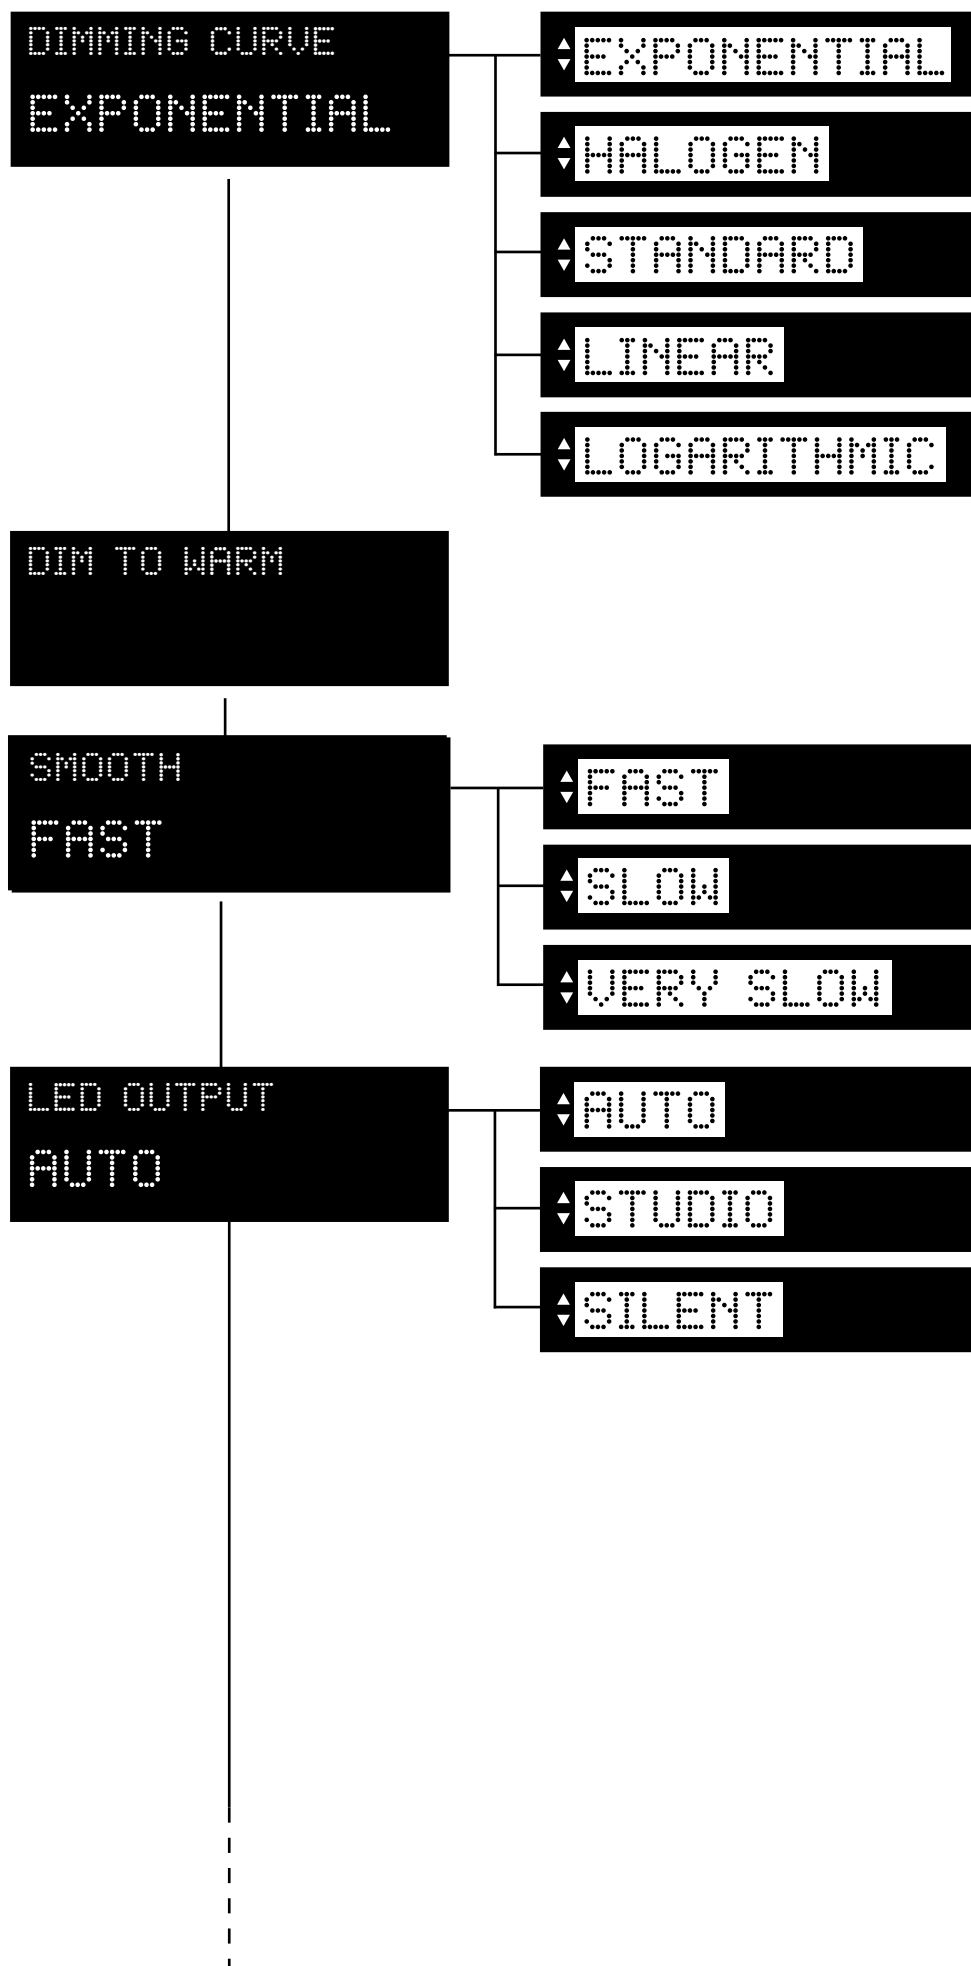 DIMMING CURVE
EXPONENTIAL
EXPONENTIAL
HALOGEN
STANDARD
LINEAR
LOGARITHMIC
DIM TO WARM
SMOOTH
FAST
FAST
SLOW
VERY SLOW
LED OUTPUT
AUTO
AUTO
STUDIO
SILENT